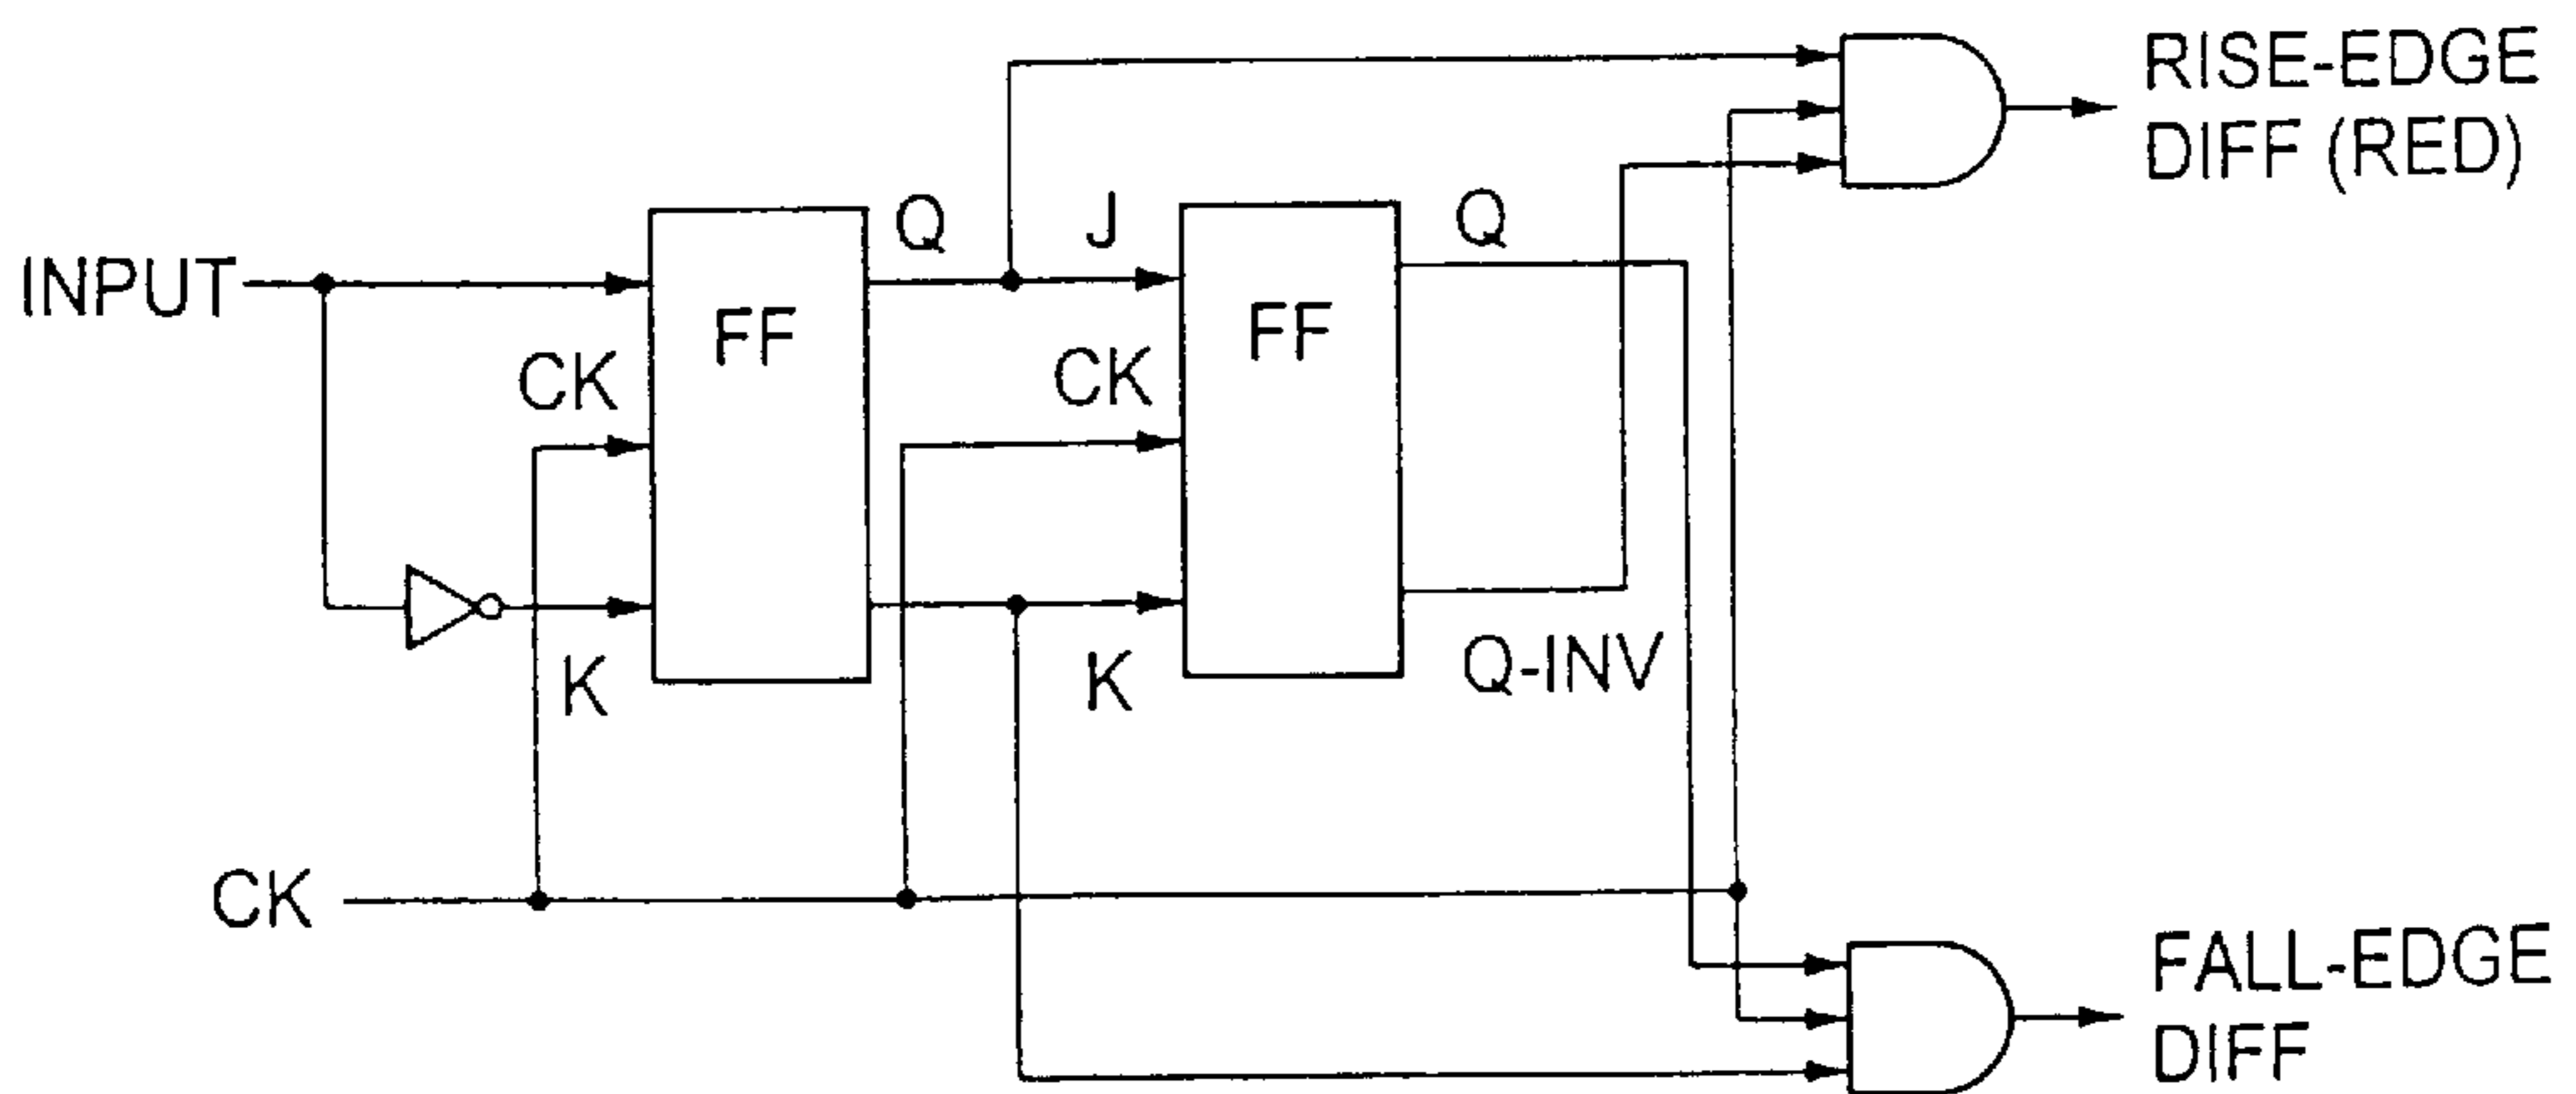 RISE-EDGE
DIFF (RED)
Q
J
Q
INPUT
FF
FF
CK
CK
K
K
Q-INV
CK
FALL-EDGE
DIFF